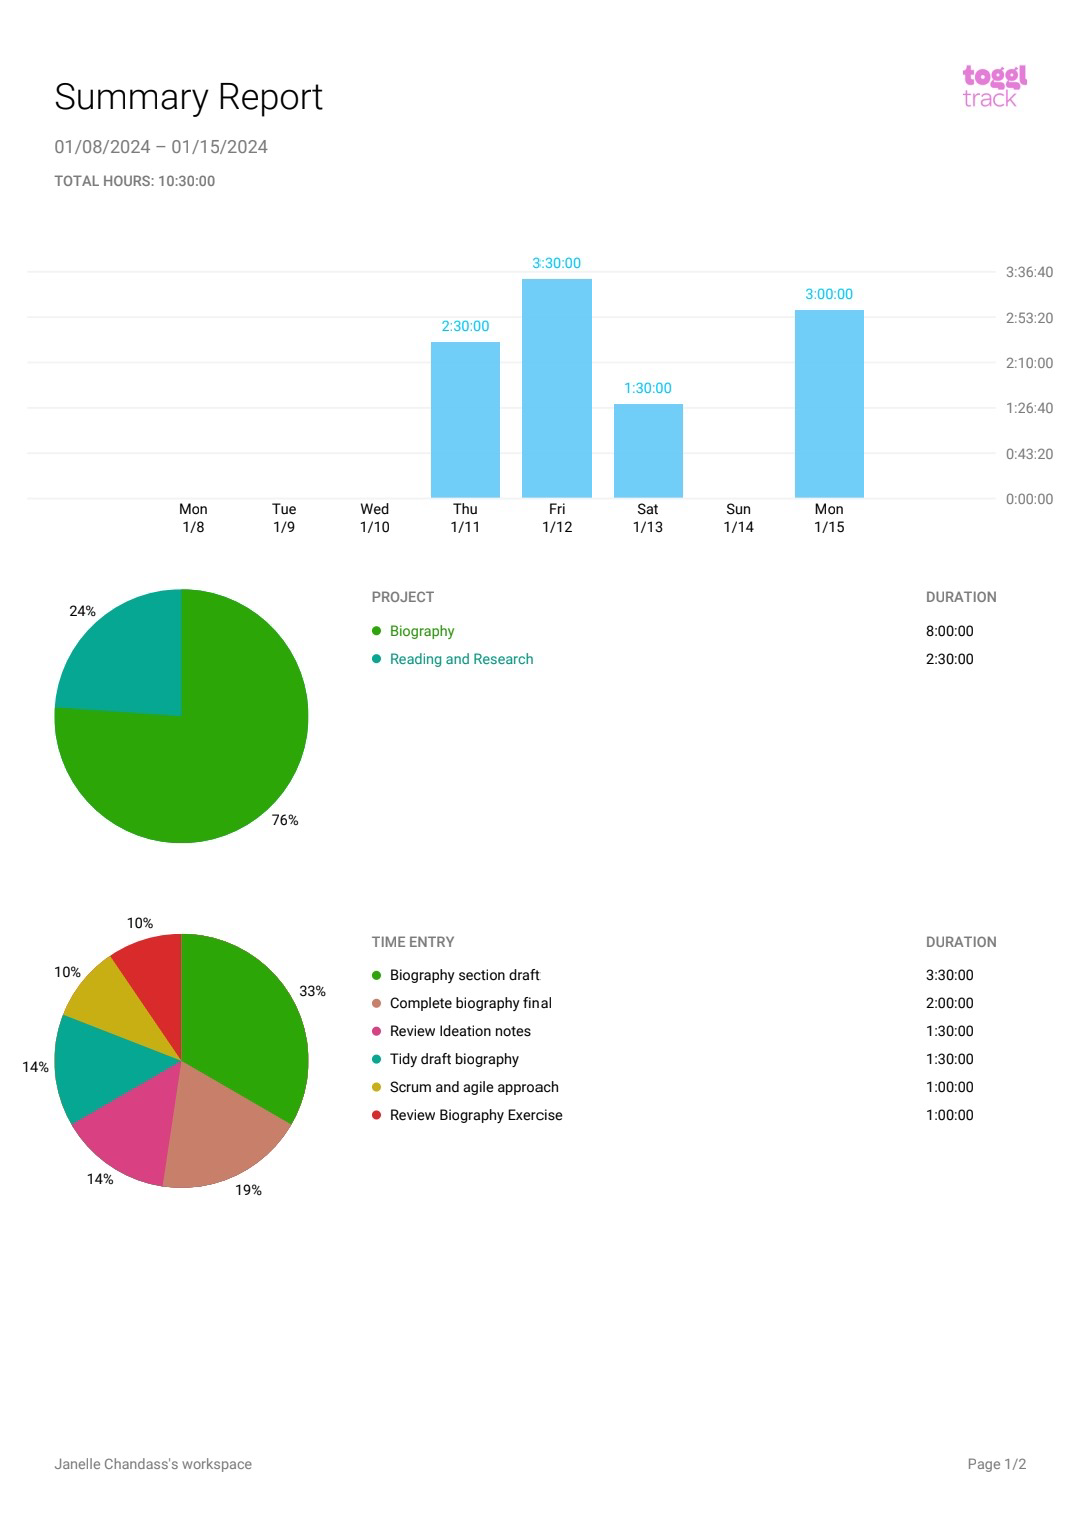 toggl
track
Summary Report
01/08/2024 – 01/15/2024
TOTAL HOURS: 10:30:00
3:30:00
3:36:40
3:00:00
2:53:20
2:30:00
2:10:00
1:30:00
1:26:40
0:43:20
0:00:00
Mon Tue Wed Thu Fri Sat Sun Mon
1/8 1/9 1/10 1/11 1/12 1/13 1/14 1/15
24%
76%
PROJECT DURATION
Biography 8:00:00
Reading and Research 2:30:00
10%
10%
33%
14%
14%
19%
TIME ENTRY DURATION
Biography section draft 3:30:00
Complete biography final 2:00:00
Review Ideation notes 1:30:00
Tidy draft biography 1:30:00
Scrum and agile approach 1:00:00
Review Biography Exercise 1:00:00
Janelle Chandass's workspace Page 1/2